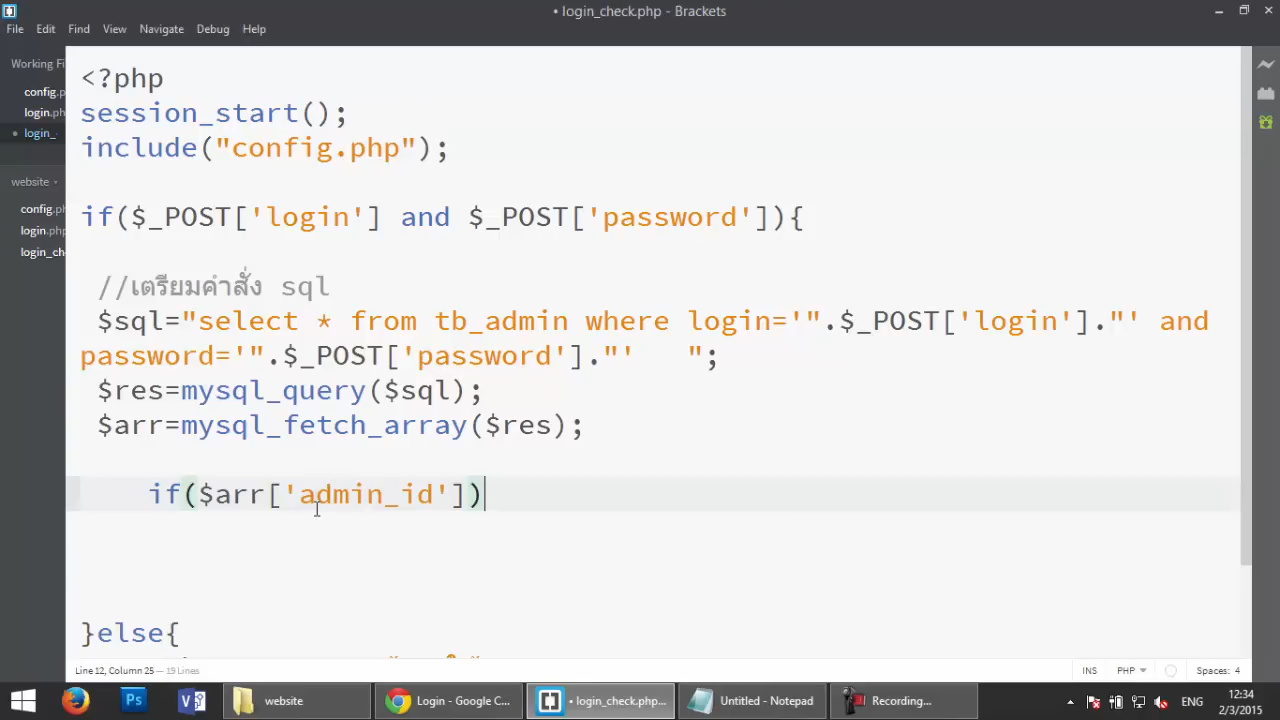 • login_check.php - Brackets
File Edit Find View Navigate Debug Help
Working Fi
config.p
login.ph
• login_
website
config.ph
login.php
login_ch
<?php
session_start();
include("config.php");
if($_POST['login'] and $_POST['password']){
//เตรียมคำสั่ง sql
$sql="select * from tb_admin where login='".$_POST['login']."' and
password='".$_POST['password']."'   ";
$res=mysql_query($sql);
$arr=mysql_fetch_array($res);
if($arr['admin_id'])
}else{
Line 12, Column 25 — 19 Lines
INS PHP Spaces: 4
website
Login - Google C...
• login_check.php...
Untitled - Notepad
Recording...
ENG
12:34
2/3/2015